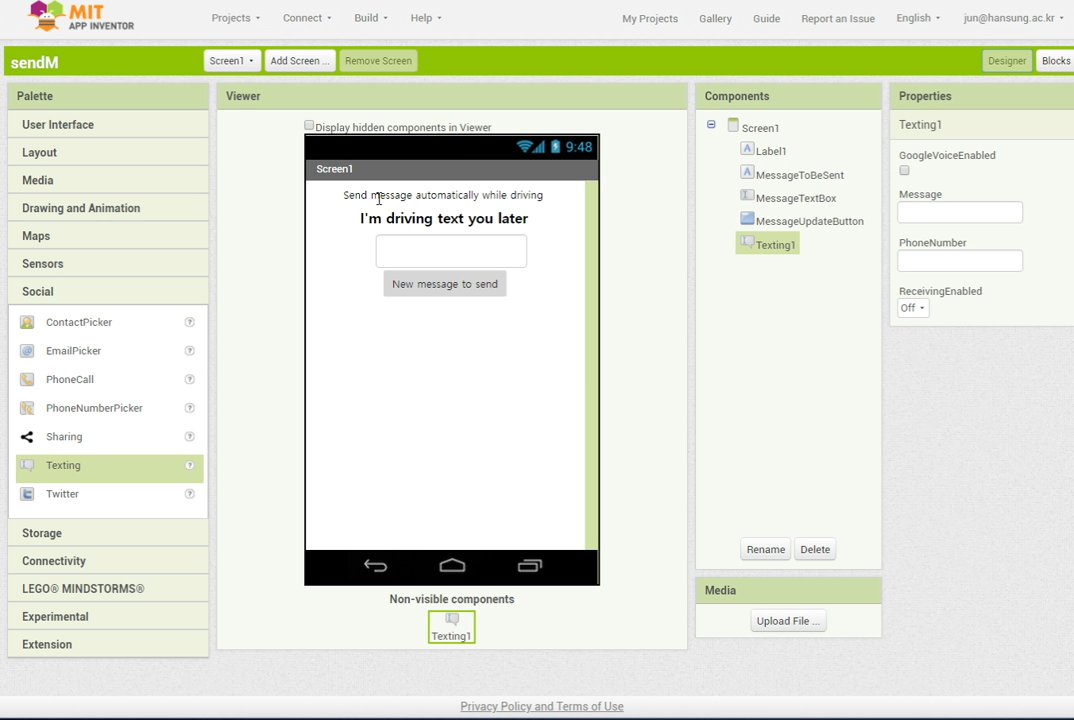 MIT
APP INVENTOR
Projects
Connect
Build
Help
My Projects
Gallery
Guide
Report an Issue
English
jun@hansung.ac.kr
sendM
Screen1
Add Screen ...
Remove Screen
Designer
Blocks
Palette
User Interface
Layout
Media
Drawing and Animation
Maps
Sensors
Social
ContactPicker ?
EmailPicker ?
PhoneCall ?
PhoneNumberPicker ?
Sharing ?
Texting ?
Twitter ?
Storage
Connectivity
LEGO® MINDSTORMS®
Experimental
Extension
Viewer
Display hidden components in Viewer
9:48
Screen1
Send message automatically while driving
I'm driving text you later
New message to send
Non-visible components
Texting1
Components
Screen1
A Label1
A MessageToBeSent
MessageTextBox
MessageUpdateButton
Texting1
Rename
Delete
Media
Upload File ...
Properties
Texting1
GoogleVoiceEnabled
Message
PhoneNumber
ReceivingEnabled
Off
Privacy Policy and Terms of Use